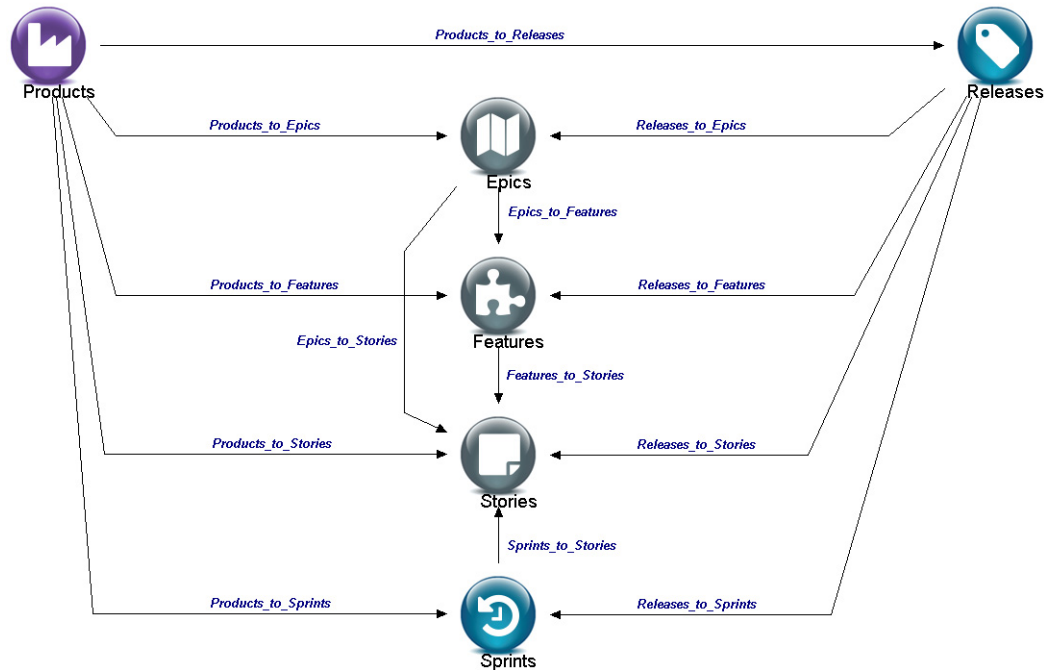 Products_to_Releases
Products
Releases
Products_to_Epics
Releases_to_Epics
Epics
Epics_to_Features
Products_to_Features
Releases_to_Features
Epics_to_Stories
Features
Features_to_Stories
Products_to_Stories
Releases_to_Stories
Stories
Sprints_to_Stories
Products_to_Sprints
Releases_to_Sprints
Sprints